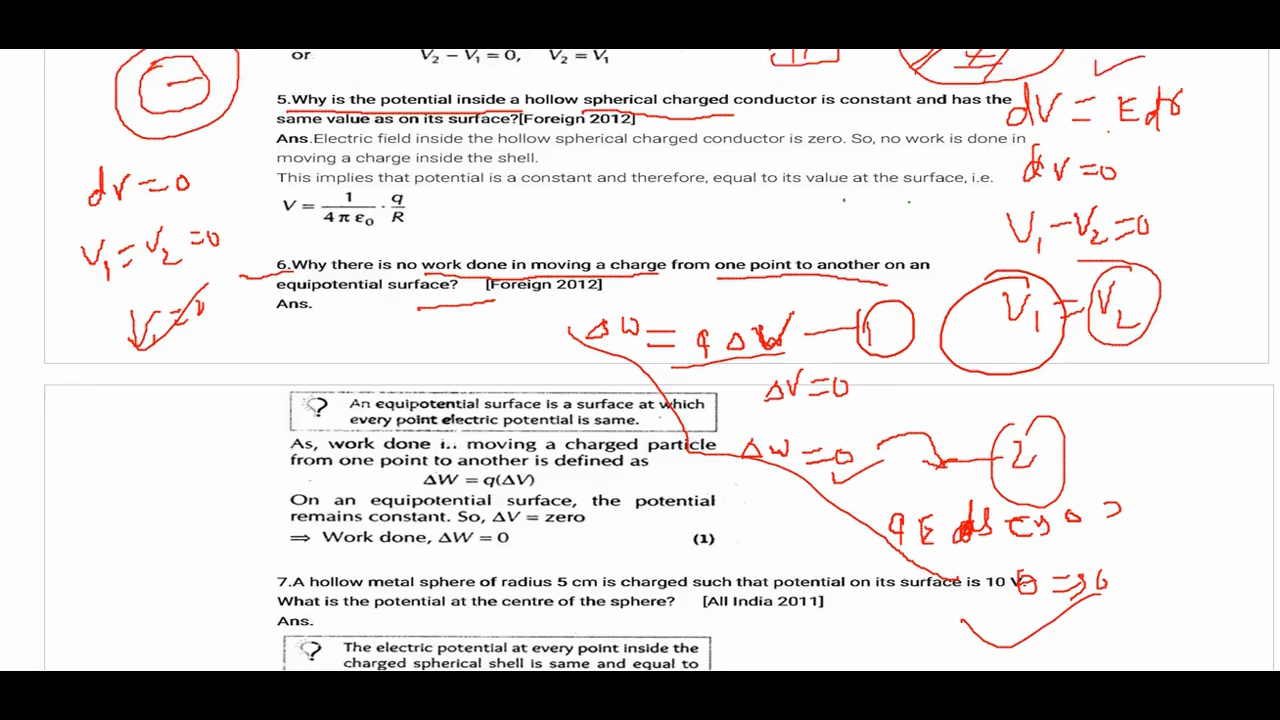 or V₂ – V₁ = 0, V₂ = V₁
5.Why is the potential inside a hollow spherical charged conductor is constant and has the
same value as on its surface?[Foreign 2012]
Ans.Electric field inside the hollow spherical charged conductor is zero. So, no work is done in
moving a charge inside the shell.
This implies that potential is a constant and therefore, equal to its value at the surface, i.e.
V = 1/4πε₀ · q/R
dV = E dr
dV = 0
V₁ – V₂ = 0
V₁ = V₂
dV = 0
V₁ = V₂ = 0
6.Why there is no work done in moving a charge from one point to another on an
equipotential surface? [Foreign 2012]
Ans.
ΔW = q ΔV — 1
ΔV = 0
ΔW = 0
2
An equipotential surface is a surface at which
every point electric potential is same.
As, work done in moving a charged particle
from one point to another is defined as
ΔW = q(ΔV)
On an equipotential surface, the potential
remains constant. So, ΔV = zero
⇒ Work done, ΔW = 0 (1)
7.A hollow metal sphere of radius 5 cm is charged such that potential on its surface is 10 V.
What is the potential at the centre of the sphere? [All India 2011]
Ans.
The electric potential at every point inside the
charged spherical shell is same and equal to